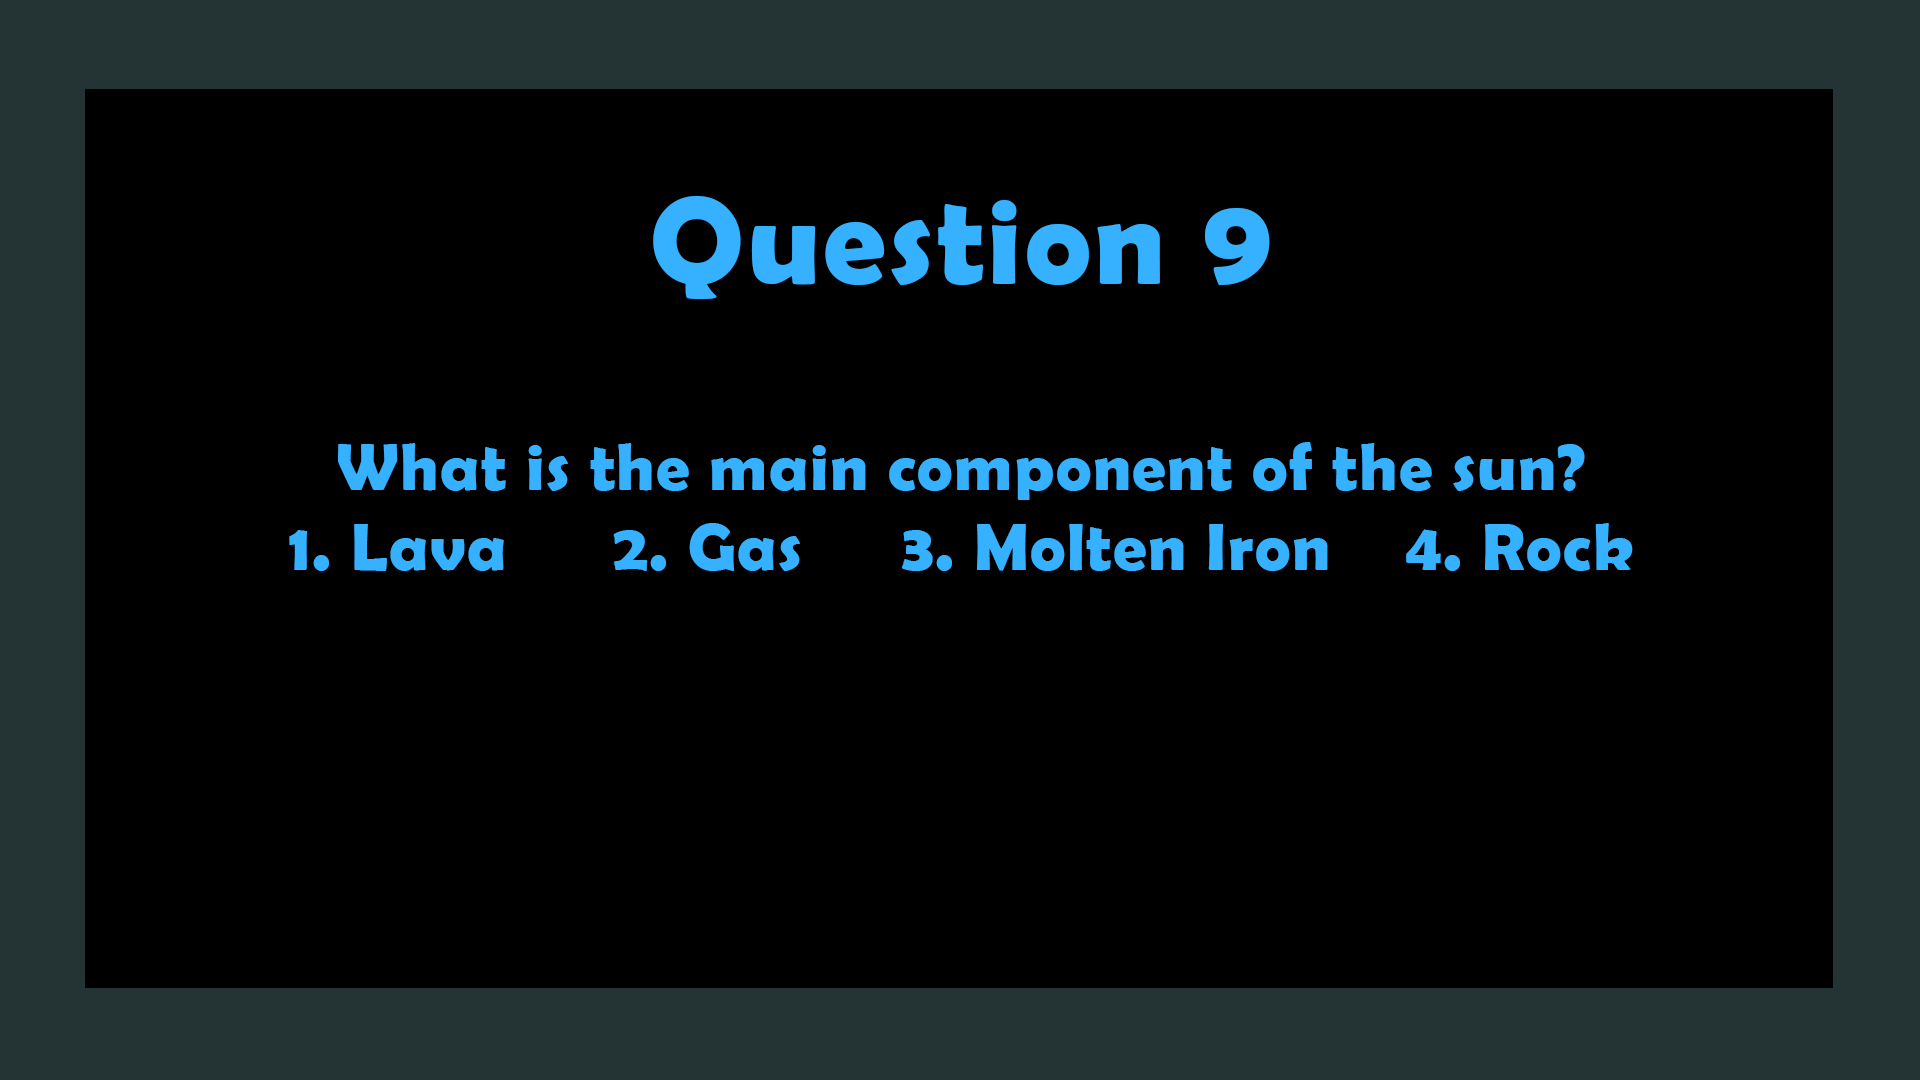 Question 9
What is the main component of the sun?
1. Lava 2. Gas 3. Molten Iron 4. Rock